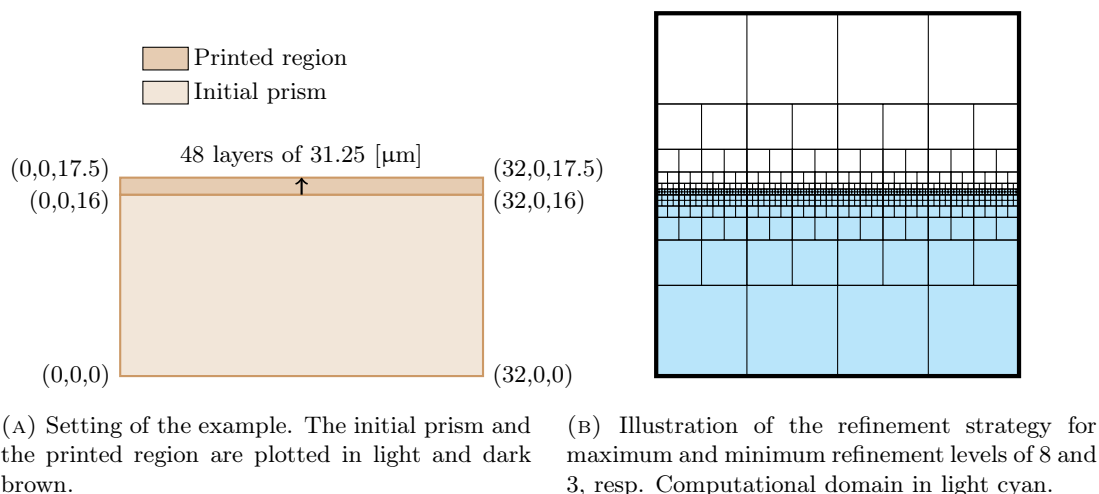 Printed region
Initial prism
48 layers of 31.25 [µm]
(0,0,17.5)
(32,0,17.5)
(0,0,16)
(32,0,16)
(0,0,0)
(32,0,0)
(A) Setting of the example. The initial prism and
the printed region are plotted in light and dark
brown.
(B) Illustration of the refinement strategy for
maximum and minimum refinement levels of 8 and
3, resp. Computational domain in light cyan.